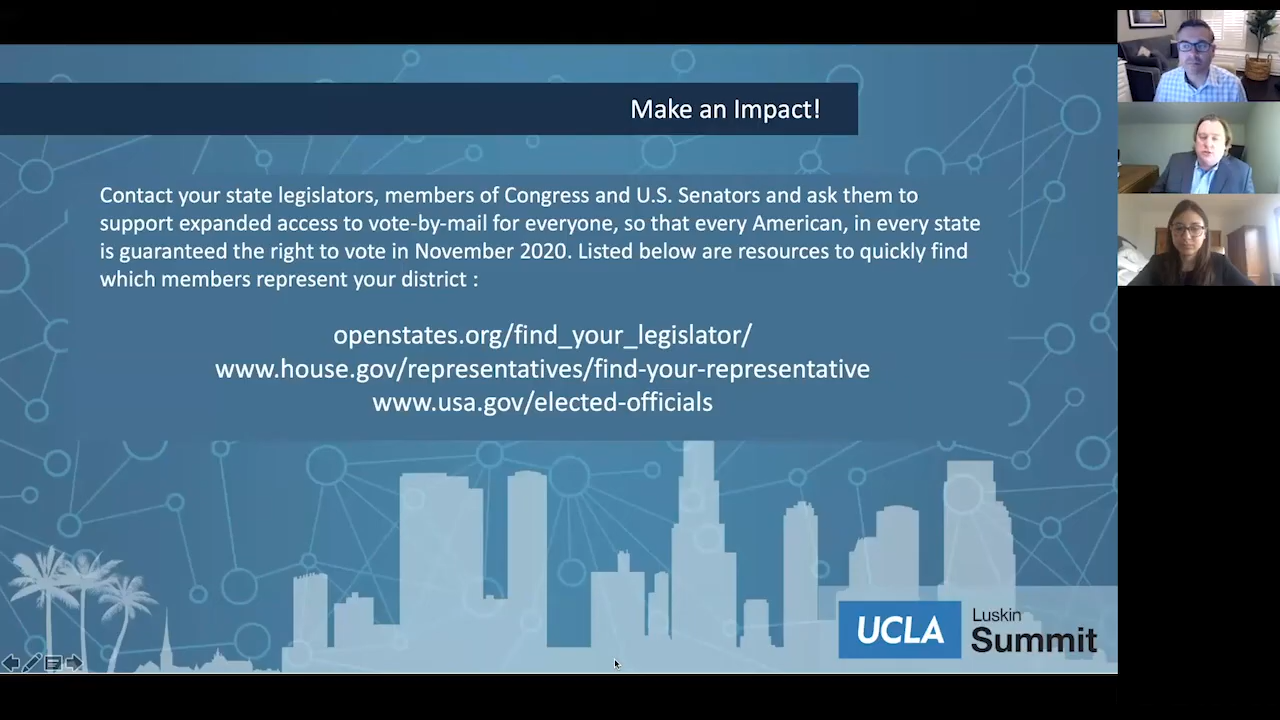 Make an Impact!
Contact your state legislators, members of Congress and U.S. Senators and ask them to
support expanded access to vote-by-mail for everyone, so that every American, in every state
is guaranteed the right to vote in November 2020. Listed below are resources to quickly find
which members represent your district :
openstates.org/find_your_legislator/
www.house.gov/representatives/find-your-representative
www.usa.gov/elected-officials
UCLA
Luskin
Summit